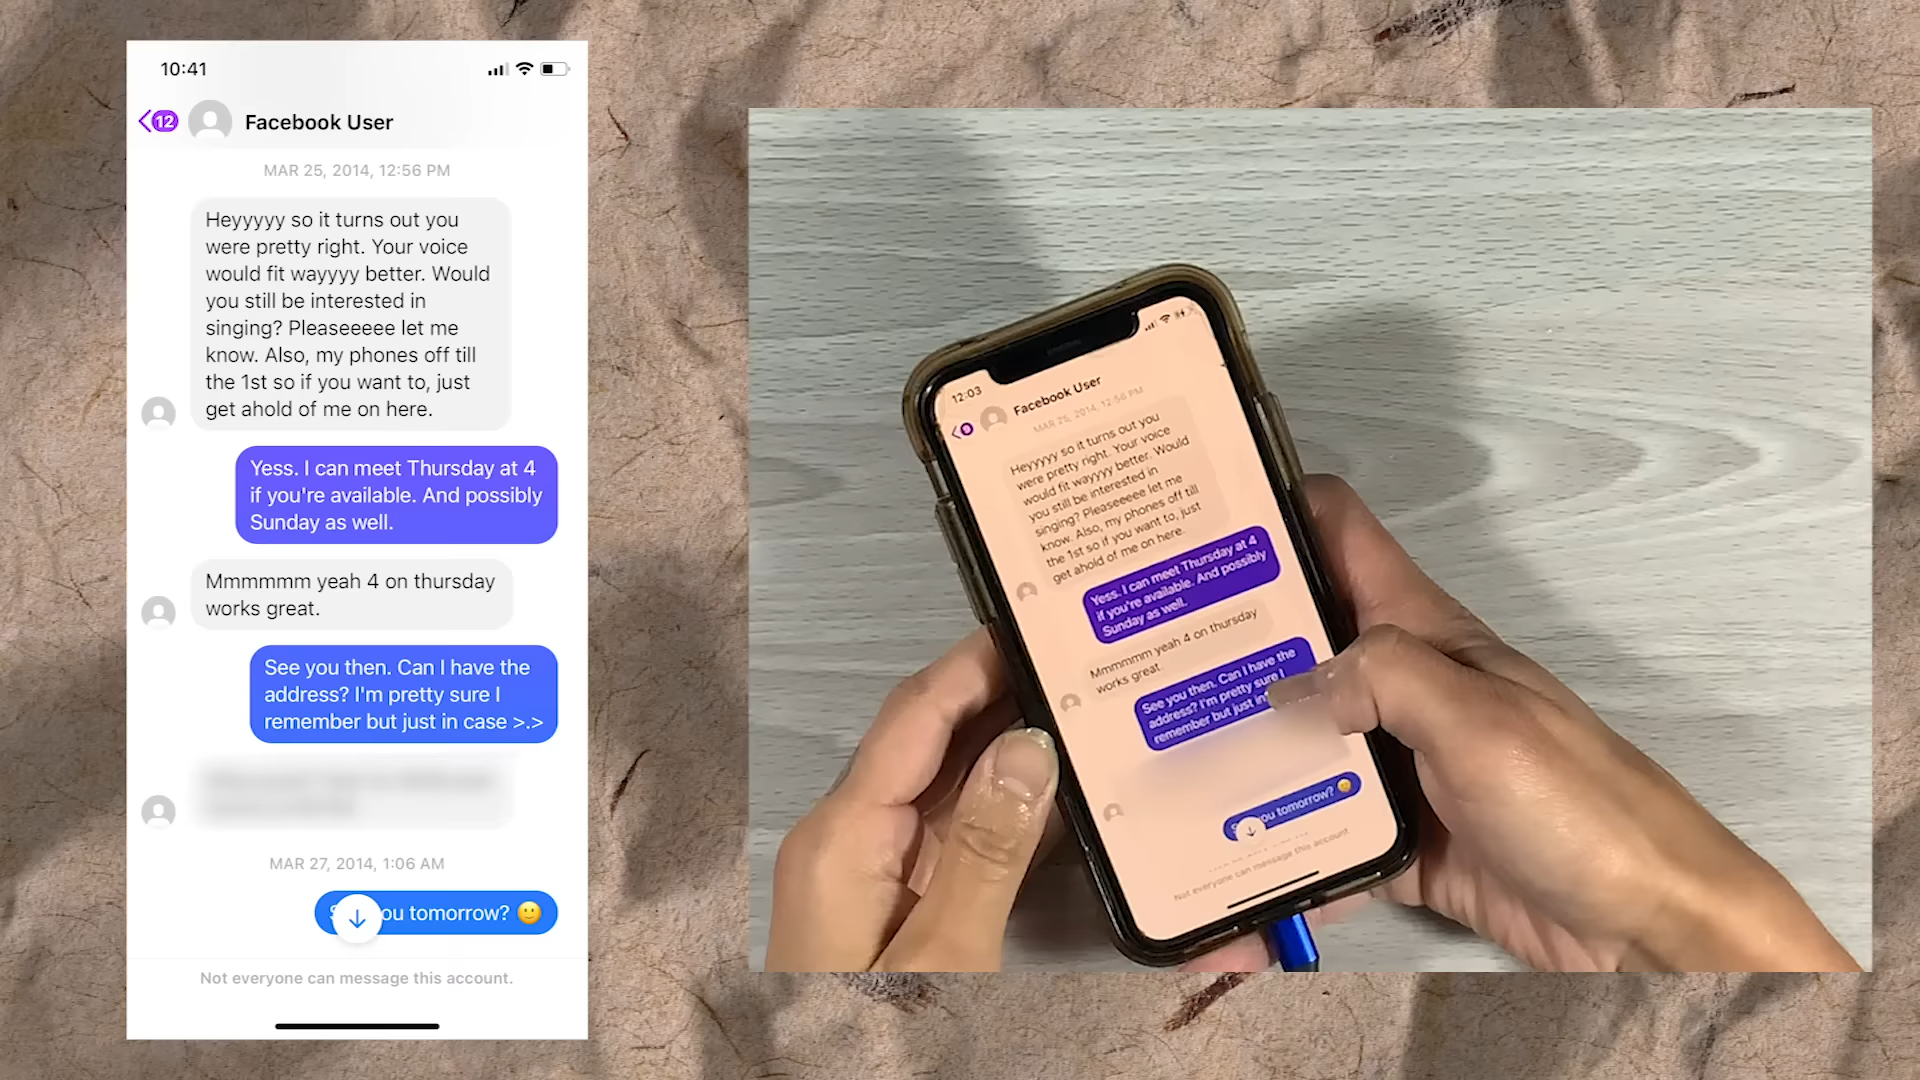 10:41
12
Facebook User
MAR 25, 2014, 12:56 PM
Heyyyyy so it turns out you
were pretty right. Your voice
would fit wayyyy better. Would
you still be interested in
singing? Pleaseeeee let me
know. Also, my phones off till
the 1st so if you want to, just
get ahold of me on here.
Yess. I can meet Thursday at 4
if you're available. And possibly
Sunday as well.
Mmmmmm yeah 4 on thursday
works great.
See you then. Can I have the
address? I'm pretty sure I
remember but just in case >.>
MAR 27, 2014, 1:06 AM
ou tomorrow? 🙂
Not everyone can message this account.
12:03
9
Facebook User
MAR 25, 2014, 12:56 PM
Heyyyyy so it turns out you
were pretty right. Your voice
would fit wayyyy better. Would
you still be interested in
singing? Pleaseeeee let me
know. Also, my phones off till
the 1st so if you want to, just
get ahold of me on here.
Yess. I can meet Thursday at 4
if you're available. And possibly
Sunday as well.
Mmmmmm yeah 4 on thursday
works great.
See you then. Can I have the
address? I'm pretty sure I
remember but just in
ou tomorrow? 🙂
Not everyone can message this account